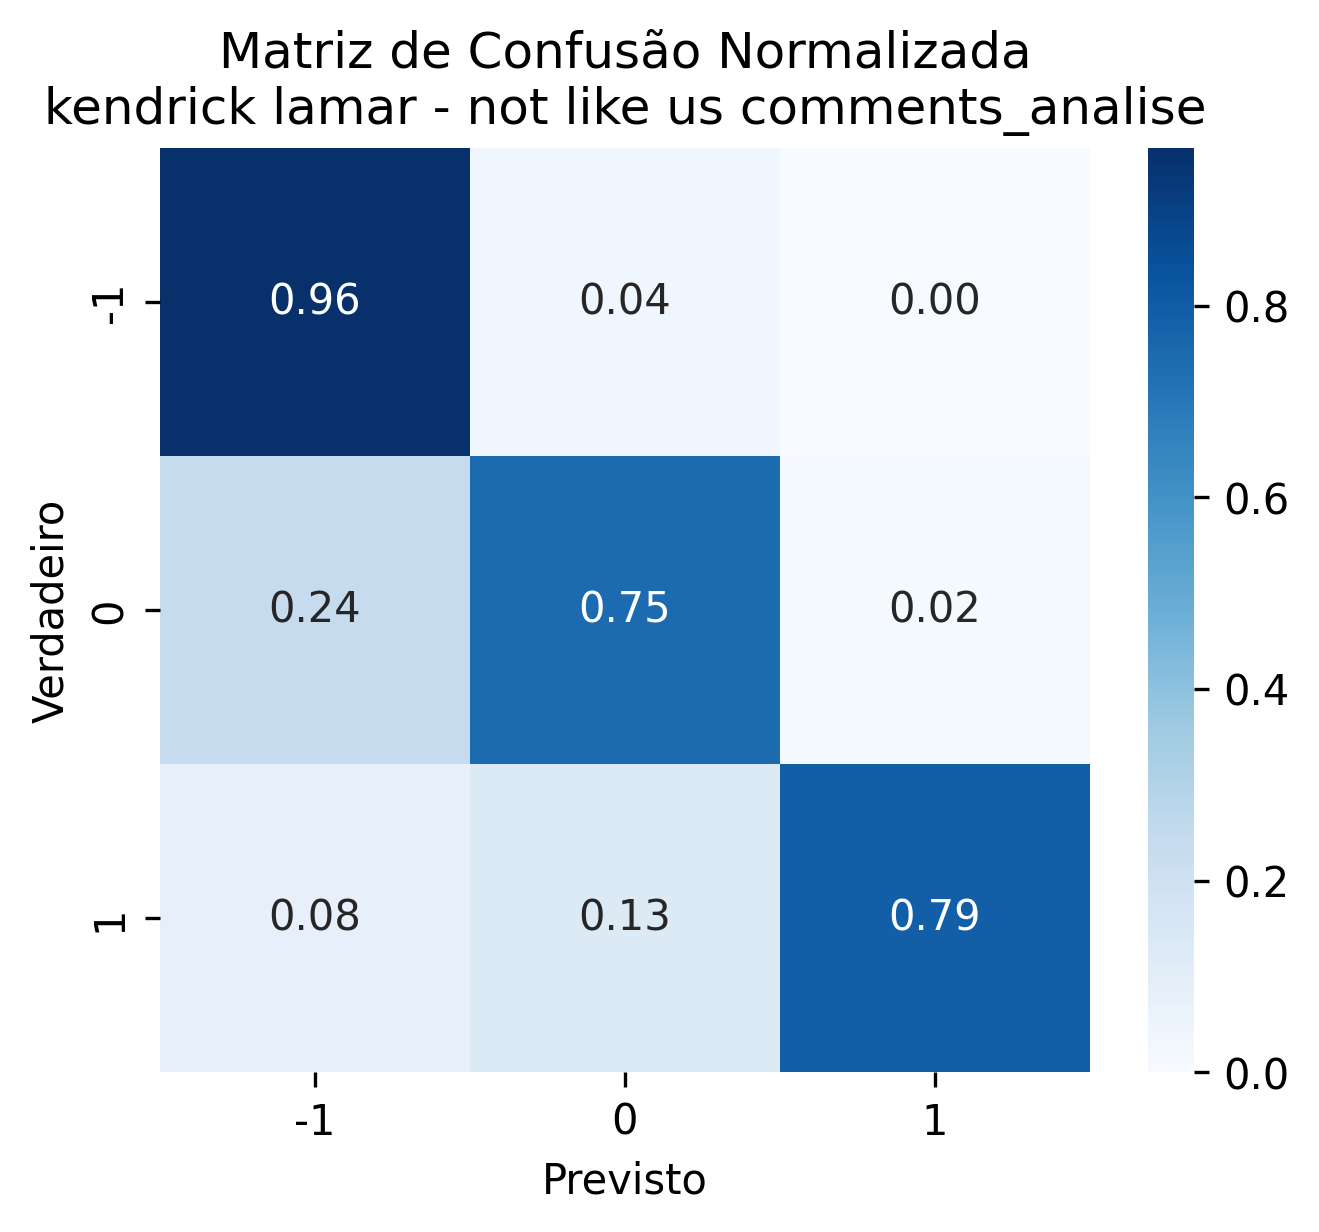 Matriz de Confusão Normalizada
kendrick lamar - not like us comments_analise
Verdadeiro
-1
0.96 0.04 0.00
0
0.24 0.75 0.02
1
0.08 0.13 0.79
-1 0 1
Previsto
0.8
0.6
0.4
0.2
0.0